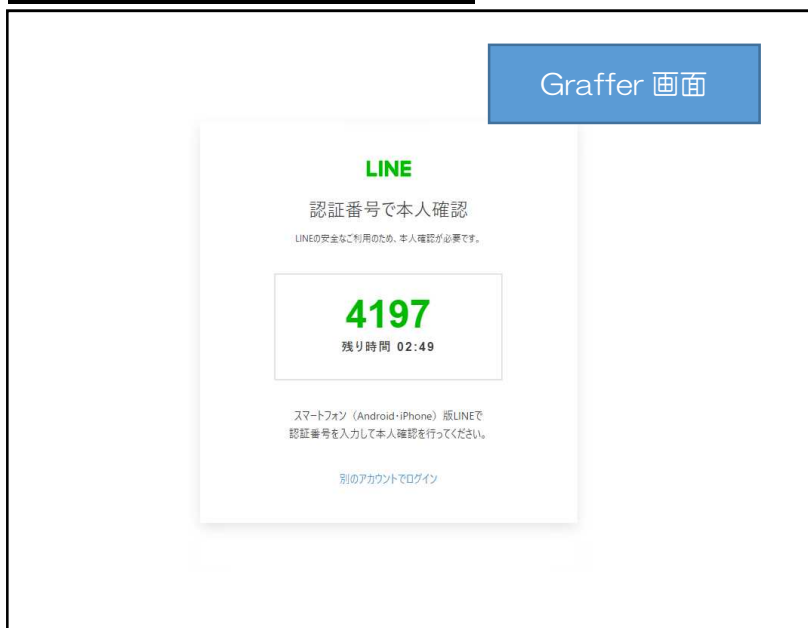 Graffer 画面
LINE
認証番号で本人確認
LINEの安全なご利用のため、本人確認が必要です。
4197
残り時間 02:49
スマートフォン（Android・iPhone）版LINEで
認証番号を入力して本人確認を行ってください。
別のアカウントでログイン